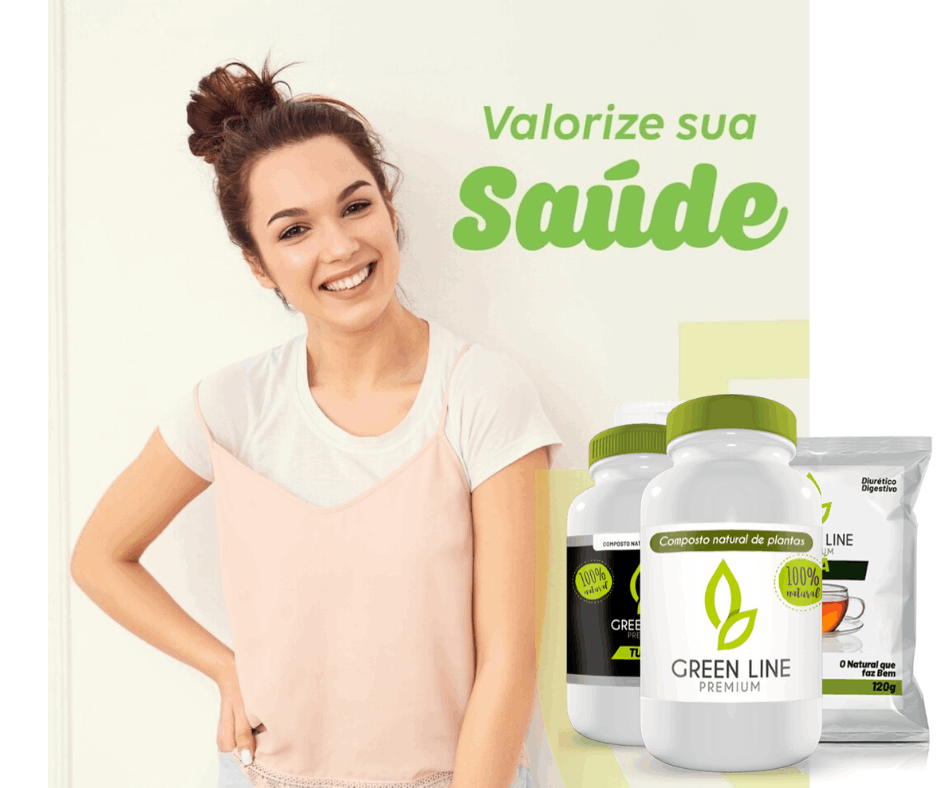 Valorize sua
Saúde
Diurético
Digestivo
COMPOSTO
Composto natural de plantas
100%
natural
100%
natural
LINE
GREEN LINE
PREMIUM
O Natural que
faz Bem
120g